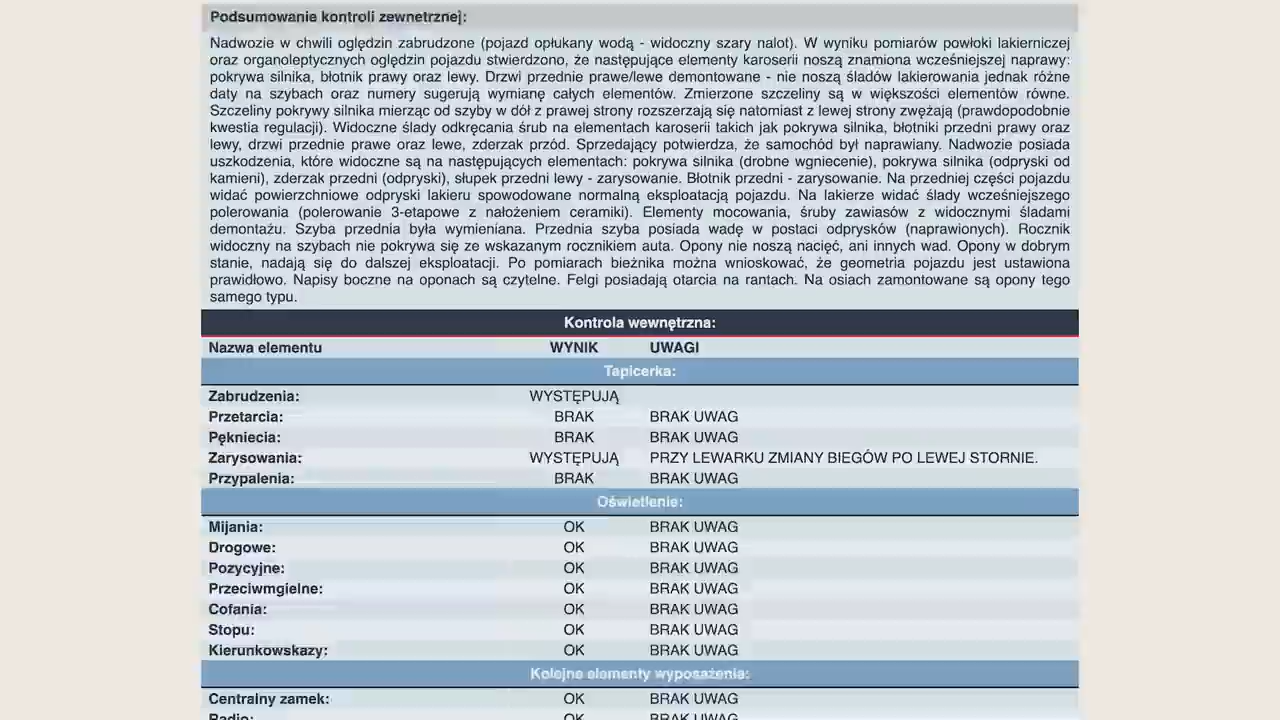 Podsumowanie kontroli zewnetrznej:
Nadwozie w chwili oględzin zabrudzone (pojazd opłukany wodą - widoczny szary nalot). W wyniku pomiarów powłoki lakierniczej
oraz organoleptycznych oględzin pojazdu stwierdzono, że następujące elementy karoserii noszą znamiona wcześniejszej naprawy:
pokrywa silnika, błotnik prawy oraz lewy. Drzwi przednie prawe/lewe demontowane - nie noszą śladów lakierowania jednak różne
daty na szybach oraz numery sugerują wymianę całych elementów. Zmierzone szczeliny są w większości elementów równe.
Szczeliny pokrywy silnika mierząc od szyby w dół z prawej strony rozszerzają się natomiast z lewej strony zwężają (prawdopodobnie
kwestia regulacji). Widoczne ślady odkręcania śrub na elementach karoserii takich jak pokrywa silnika, błotniki przedni prawy oraz
lewy, drzwi przednie prawe oraz lewe, zderzak przód. Sprzedający potwierdza, że samochód był naprawiany. Nadwozie posiada
uszkodzenia, które widoczne są na następujących elementach: pokrywa silnika (drobne wgniecenie), pokrywa silnika (odpryski od
kamieni), zderzak przedni (odpryski), słupek przedni lewy - zarysowanie. Błotnik przedni - zarysowanie. Na przedniej części pojazdu
widać powierzchniowe odpryski lakieru spowodowane normalną eksploatacją pojazdu. Na lakierze widać ślady wcześniejszego
polerowania (polerowanie 3-etapowe z nałożeniem ceramiki). Elementy mocowania, śruby zawiasów z widocznymi śladami
demontażu. Szyba przednia była wymieniana. Przednia szyba posiada wadę w postaci odprysków (naprawionych). Rocznik
widoczny na szybach nie pokrywa się ze wskazanym rocznikiem auta. Opony nie noszą nacięć, ani innych wad. Opony w dobrym
stanie, nadają się do dalszej eksploatacji. Po pomiarach bieżnika można wnioskować, że geometria pojazdu jest ustawiona
prawidłowo. Napisy boczne na oponach są czytelne. Felgi posiadają otarcia na rantach. Na osiach zamontowane są opony tego
samego typu.
Kontrola wewnętrzna:
Nazwa elementu WYNIK UWAGI
Tapicerka:
Zabrudzenia: WYSTĘPUJĄ
Przetarcia: BRAK BRAK UWAG
Pękniecia: BRAK BRAK UWAG
Zarysowania: WYSTĘPUJĄ PRZY LEWARKU ZMIANY BIEGÓW PO LEWEJ STORNIE.
Przypalenia: BRAK BRAK UWAG
Oświetlenie:
Mijania: OK BRAK UWAG
Drogowe: OK BRAK UWAG
Pozycyjne: OK BRAK UWAG
Przeciwmgielne: OK BRAK UWAG
Cofania: OK BRAK UWAG
Stopu: OK BRAK UWAG
Kierunkowskazy: OK BRAK UWAG
Kolejne elementy wyposażenia:
Centralny zamek: OK BRAK UWAG
Radio: OK BRAK UWAG